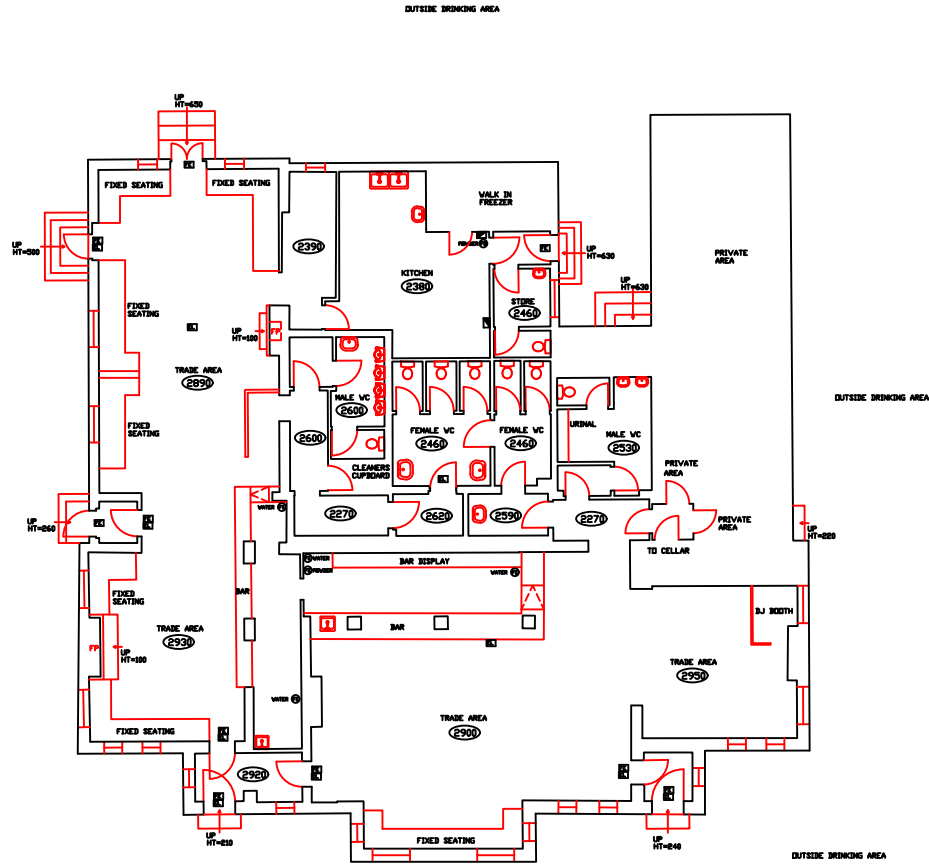 OUTSIDE DRINKING AREA
UP
HT=650
FIXED SEATING
FIXED SEATING
WALK IN
FREEZER
UP
HT=500
2390
POWDER
UP
HT=630
PRIVATE
AREA
KITCHEN
2380
UP
HT=630
STORE
2460
FIXED
SEATING
UP
HT=100
FP
TRADE AREA
2890
OUTSIDE DRINKING AREA
MALE WC
2600
FIXED
SEATING
2600
FEMALE WC
2460
FEMALE WC
2460
URINAL
MALE WC
2530
CLEANERS
CUPBOARD
PRIVATE
AREA
WATER
2270
2620
2590
2270
UP
HT=260
PRIVATE
AREA
UP
HT=220
TO CELLAR
WATER
POWDER
BAR DISPLAY
WATER
BAR
FIXED
SEATING
DJ BOOTH
TRADE AREA
2930
BAR
FP
UP
HT=100
TRADE AREA
2950
WATER
TRADE AREA
2900
FIXED SEATING
2920
UP
HT=210
FIXED SEATING
UP
HT=240
OUTSIDE DRINKING AREA